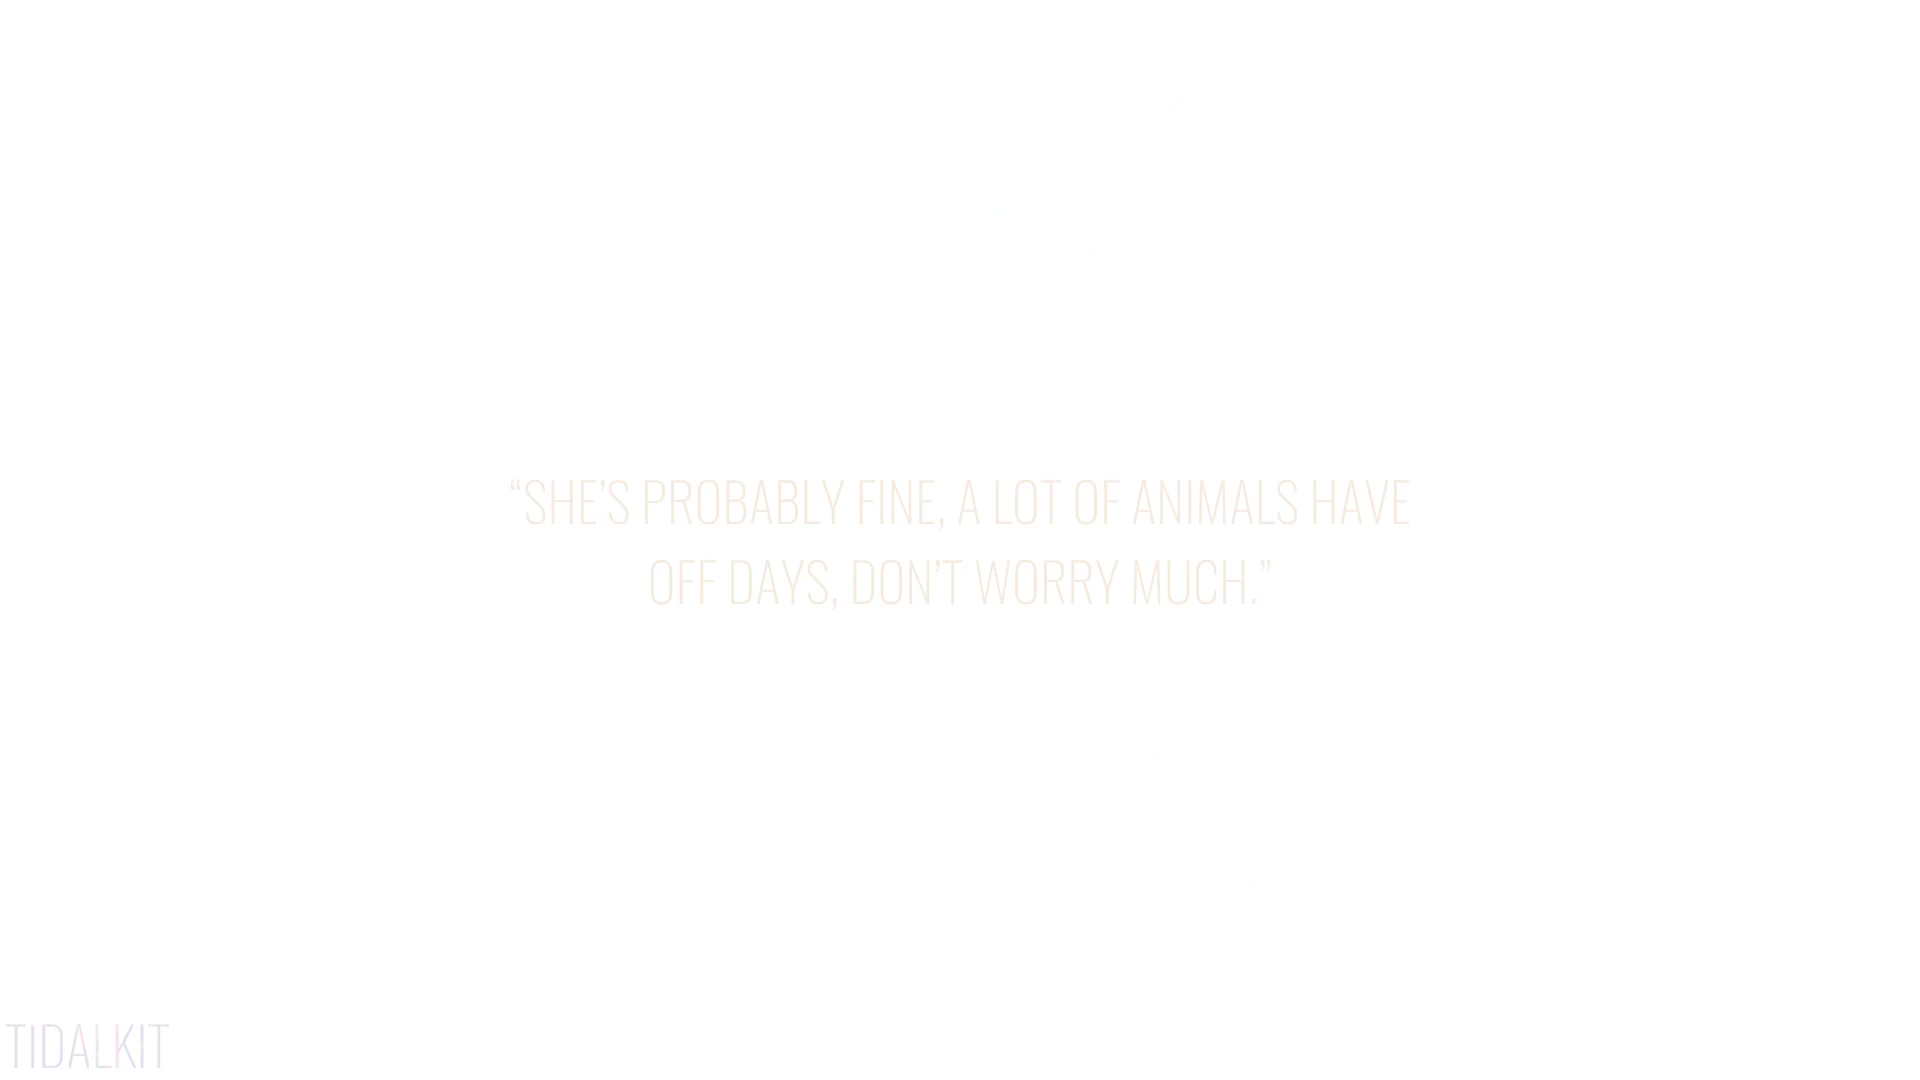 “SHE’S PROBABLY FINE, A LOT OF ANIMALS HAVE
OFF DAYS, DON’T WORRY MUCH.”
TIDALKIT